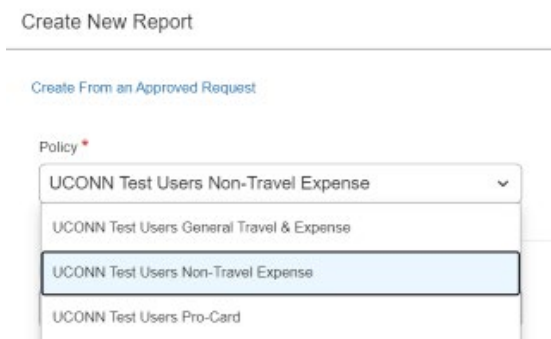 Create New Report
Create From an Approved Request
Policy *
UCONN Test Users Non-Travel Expense
UCONN Test Users General Travel & Expense
UCONN Test Users Non-Travel Expense
UCONN Test Users Pro-Card